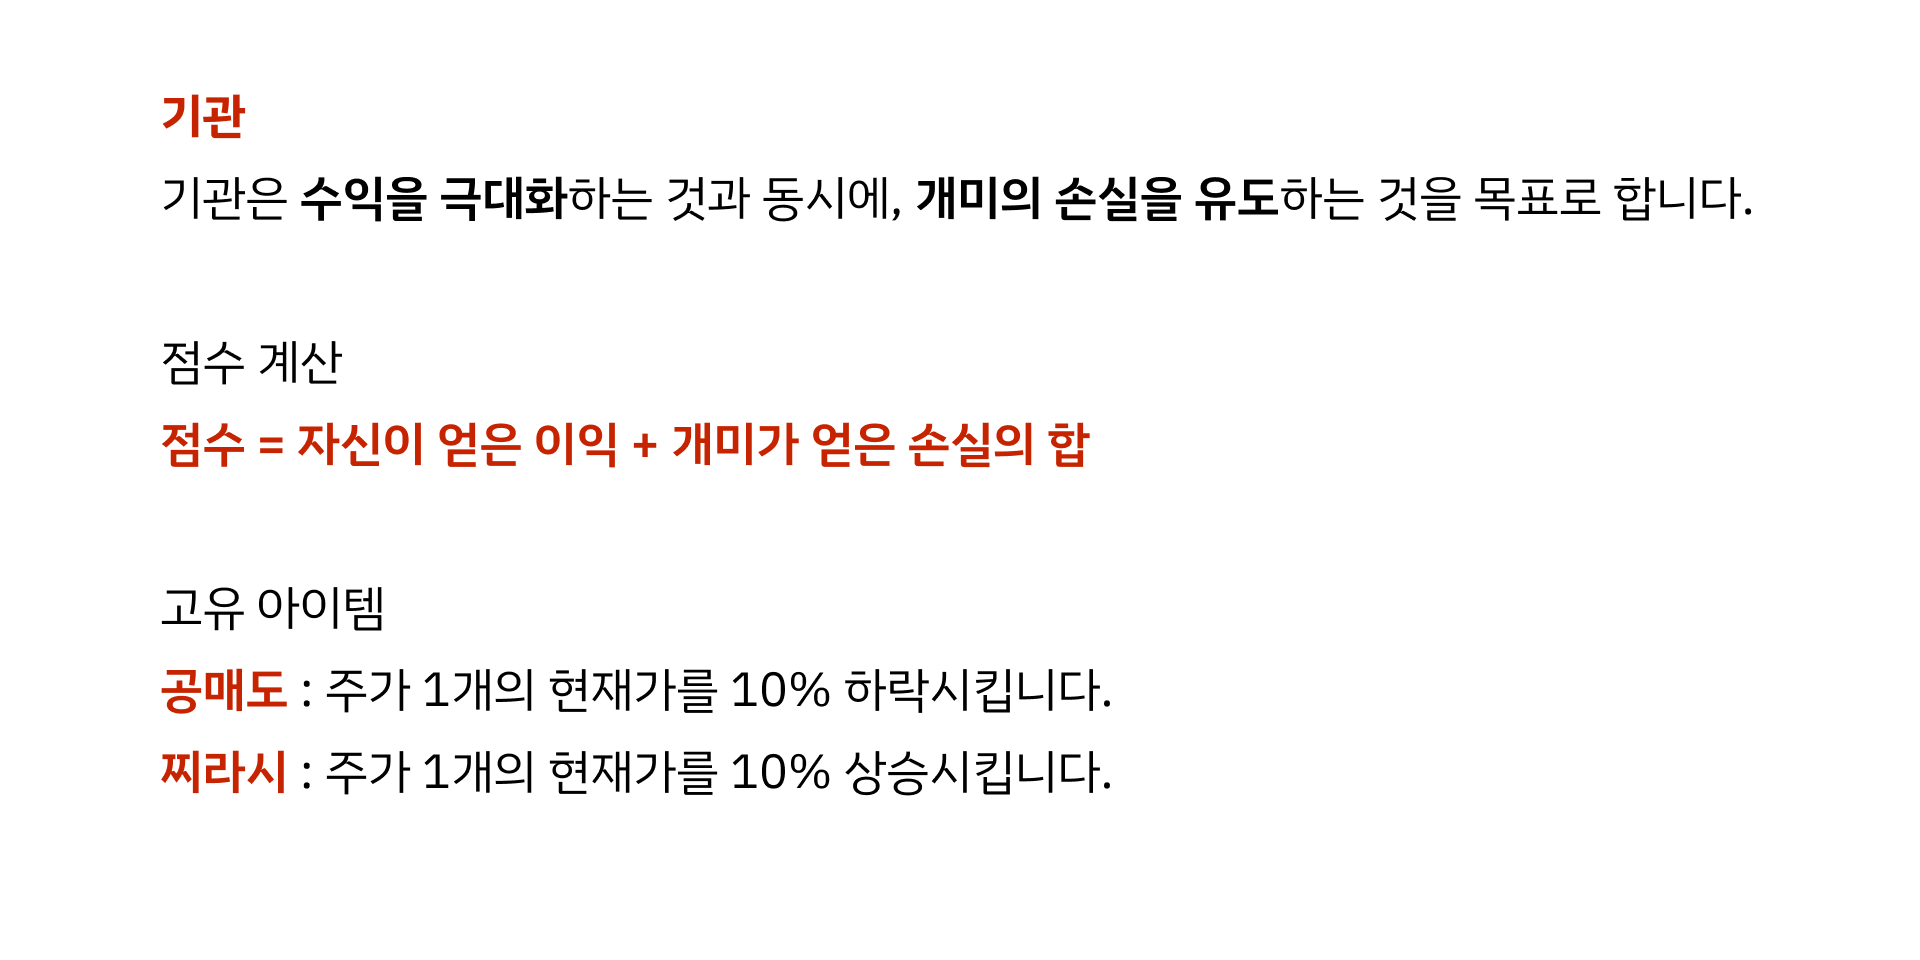 기관
기관은 수익을 극대화하는 것과 동시에, 개미의 손실을 유도하는 것을 목표로 합니다.
점수 계산
점수 = 자신이 얻은 이익 + 개미가 얻은 손실의 합
고유 아이템
공매도 : 주가 1개의 현재가를 10% 하락시킵니다.
찌라시 : 주가 1개의 현재가를 10% 상승시킵니다.